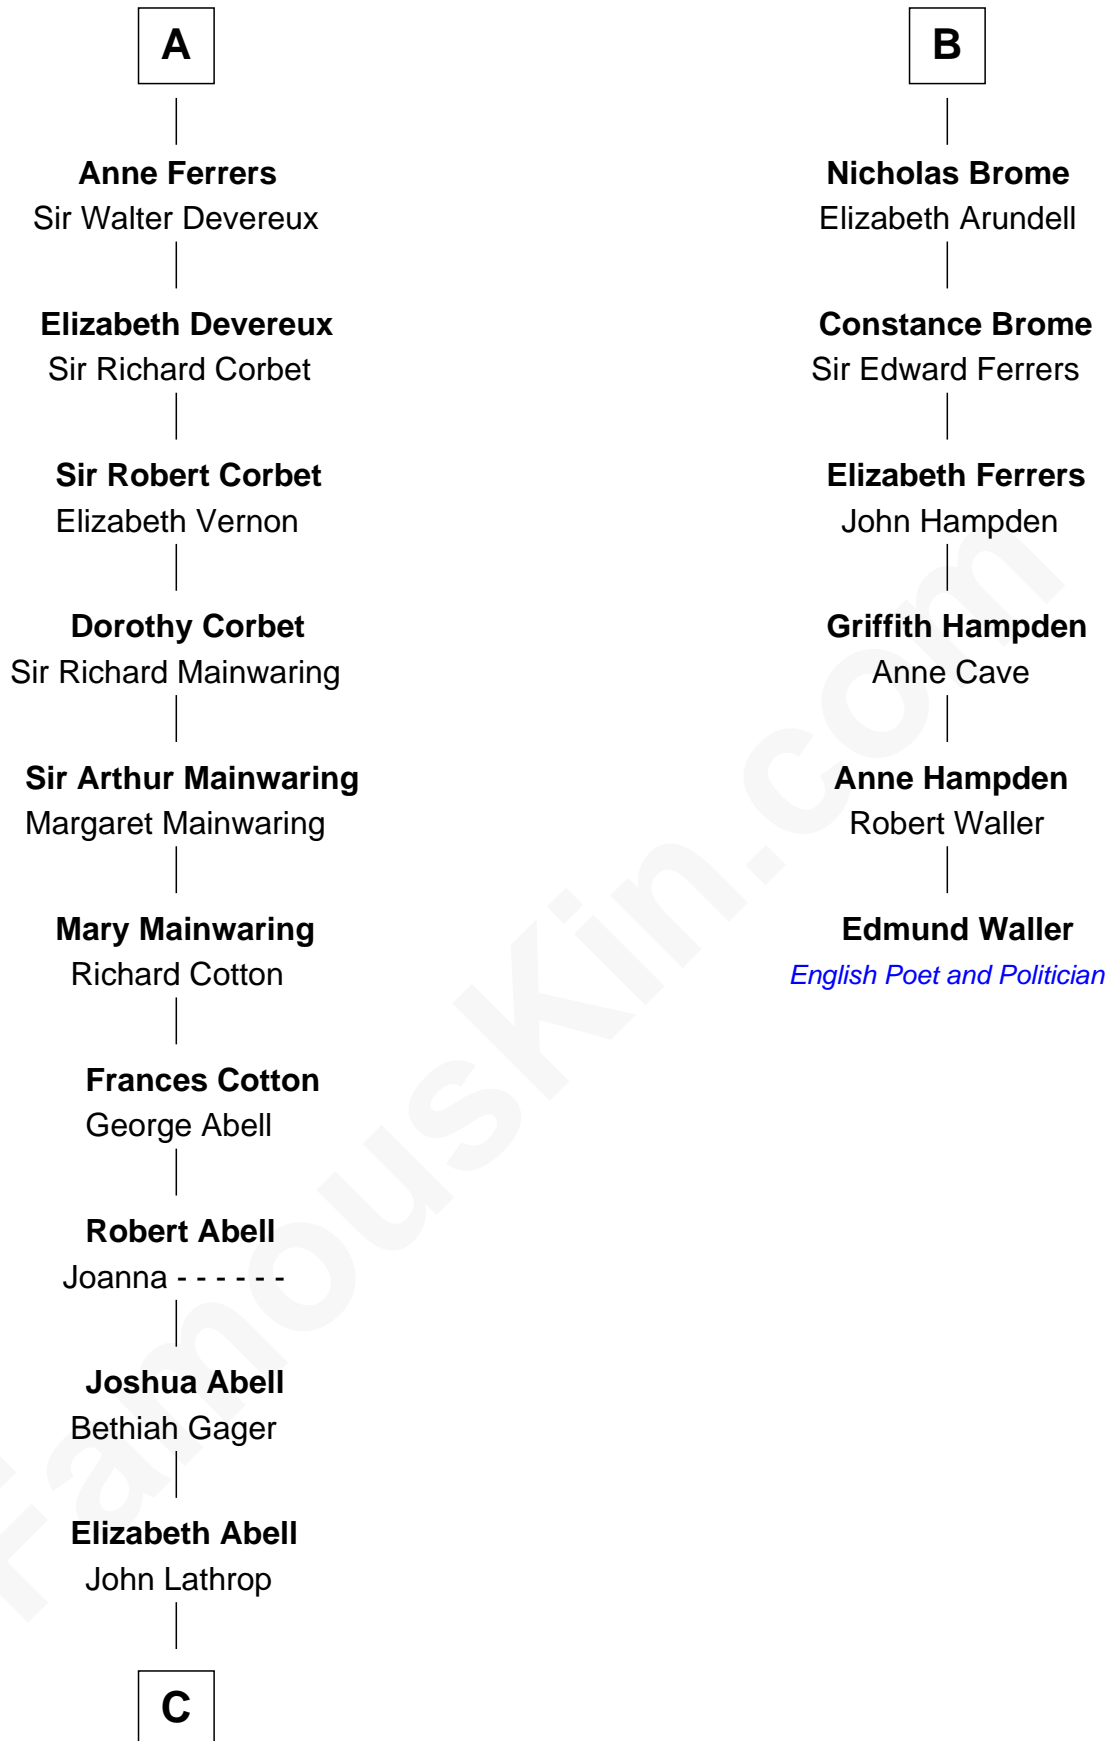 A
Anne Ferrers
Sir Walter Devereux
Elizabeth Devereux
Sir Richard Corbet
Sir Robert Corbet
Elizabeth Vernon
Dorothy Corbet
Sir Richard Mainwaring
Sir Arthur Mainwaring
Margaret Mainwaring
Mary Mainwaring
Richard Cotton
Frances Cotton
George Abell
Robert Abell
Joanna - - - - - -
Joshua Abell
Bethiah Gager
Elizabeth Abell
John Lathrop
C
B
Nicholas Brome
Elizabeth Arundell
Constance Brome
Sir Edward Ferrers
Elizabeth Ferrers
John Hampden
Griffith Hampden
Anne Cave
Anne Hampden
Robert Waller
Edmund Waller
English Poet and Politician
FamousKin.com